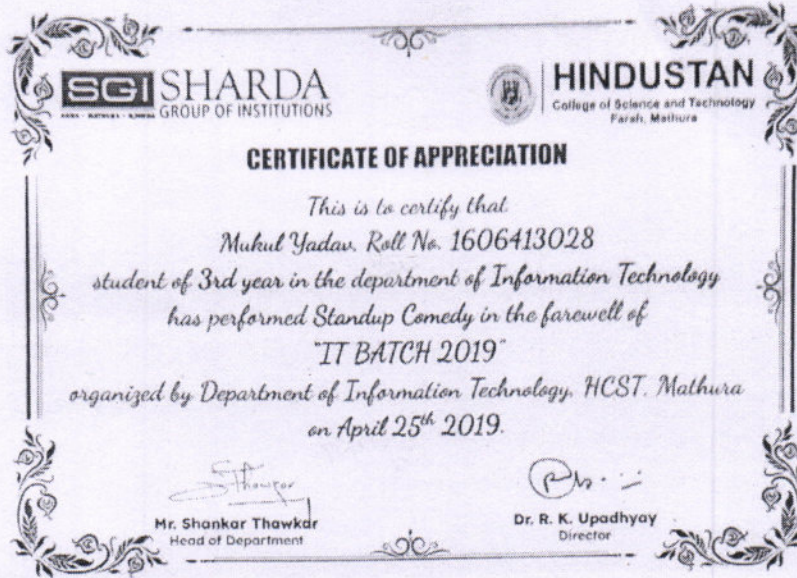 SGI SHARDA
GROUP OF INSTITUTIONS
HINDUSTAN
College of Science and Technology
Farah, Mathura
CERTIFICATE OF APPRECIATION
This is to certify that
Mukul Yadav, Roll No. 1606413028
student of 3rd year in the department of Information Technology
has performed Standup Comedy in the farewell of
"IT BATCH 2019"
organized by Department of Information Technology, HCST, Mathura
on April 25th 2019.
SThawkar
Mr. Shankar Thawkar
Head of Department
Dr. R. K. Upadhyay
Director